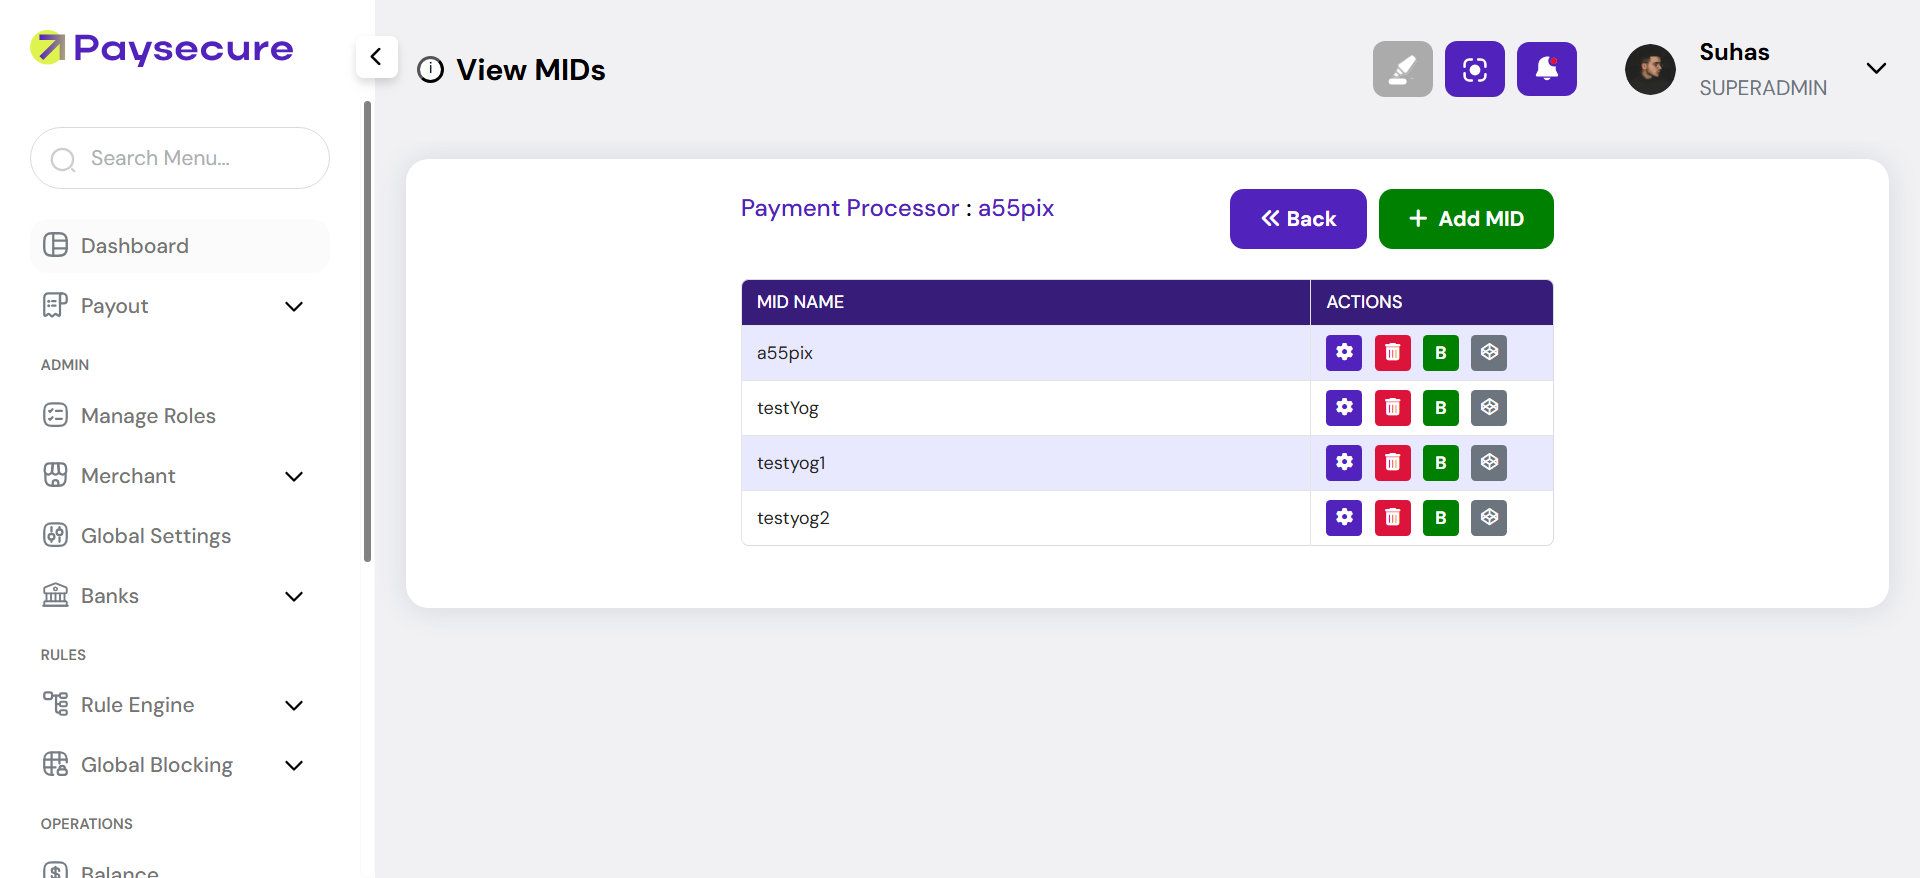 Paysecure
Search Menu...
Dashboard
Payout
ADMIN
Manage Roles
Merchant
Global Settings
Banks
RULES
Rule Engine
Global Blocking
OPERATIONS
Balance
View MIDs
Suhas
SUPERADMIN
Payment Processor : a55pix
Back
Add MID
MID NAME ACTIONS
a55pix B
testYog B
testyog1 B
testyog2 B